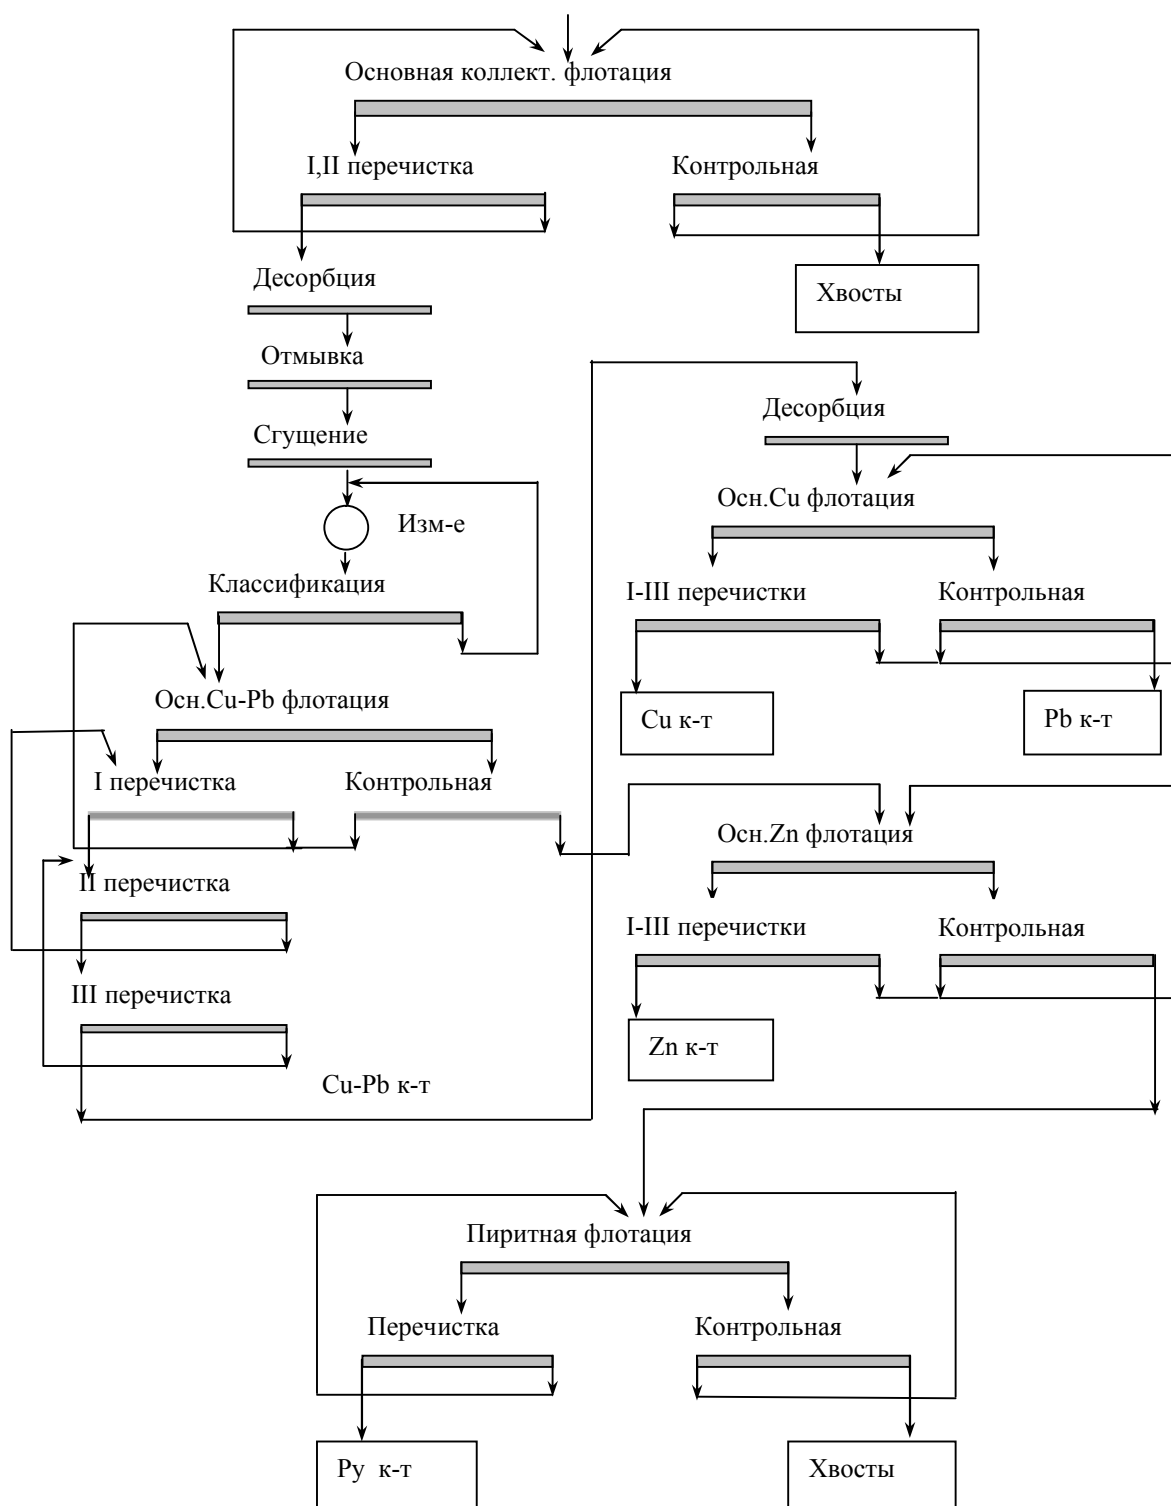 Основная коллект. флотация
I,II перечистка
Контрольная
Десорбция
Хвосты
Отмывка
Сгущение
Изм-е
Классификация
Осн.Cu-Pb флотация
I перечистка
Контрольная
II перечистка
III перечистка
Cu-Pb к-т
Десорбция
Осн.Cu флотация
I-III перечистки
Контрольная
Cu к-т
Pb к-т
Осн.Zn флотация
I-III перечистки
Контрольная
Zn к-т
Пиритная флотация
Перечистка
Контрольная
Py к-т
Хвосты